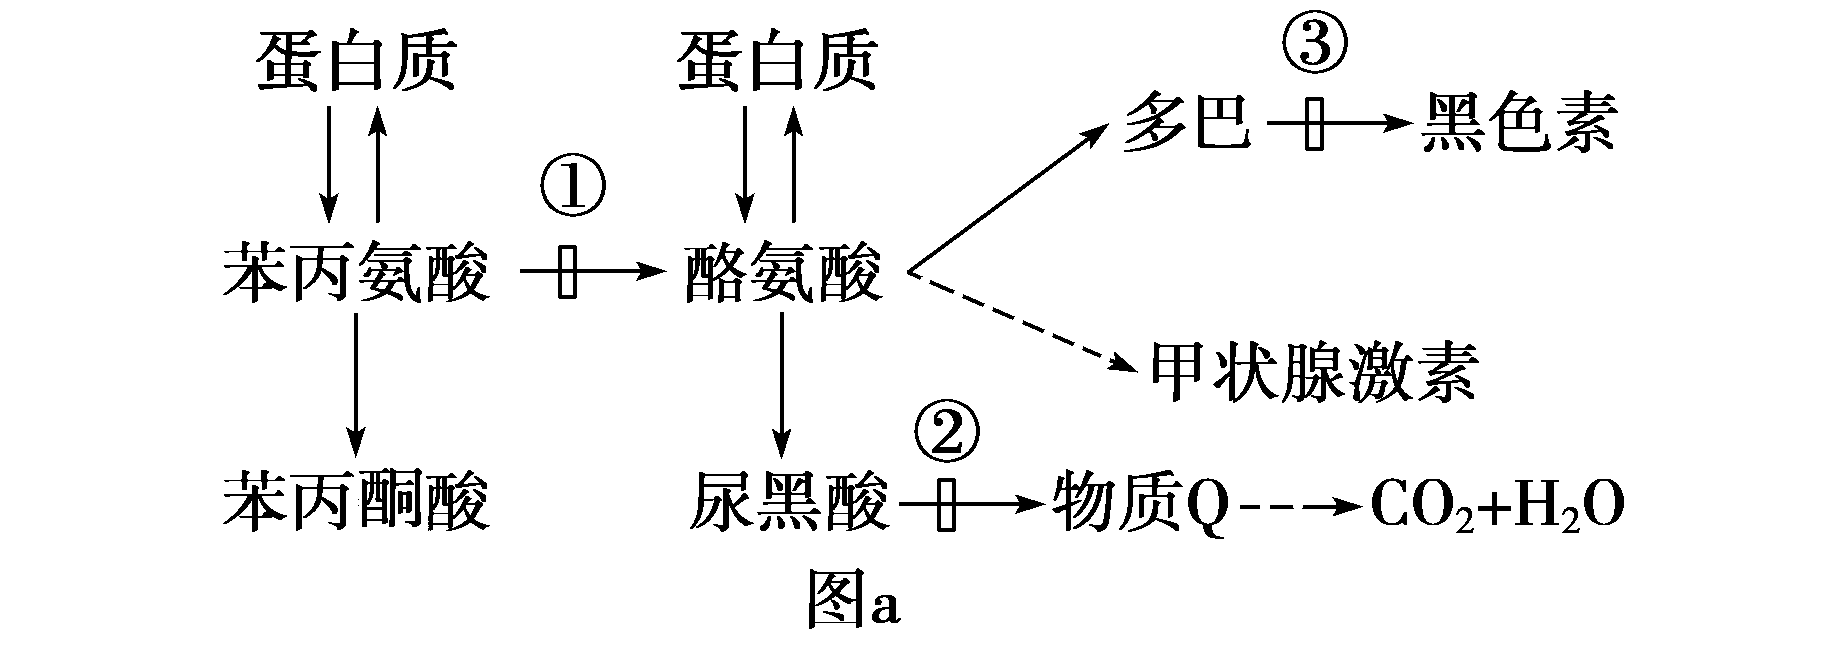 蛋白质 蛋白质 ③
多巴 黑色素
①
苯丙氨酸 酪氨酸
甲状腺激素
②
苯丙酮酸 尿黑酸 物质Q CO₂+H₂O
图a